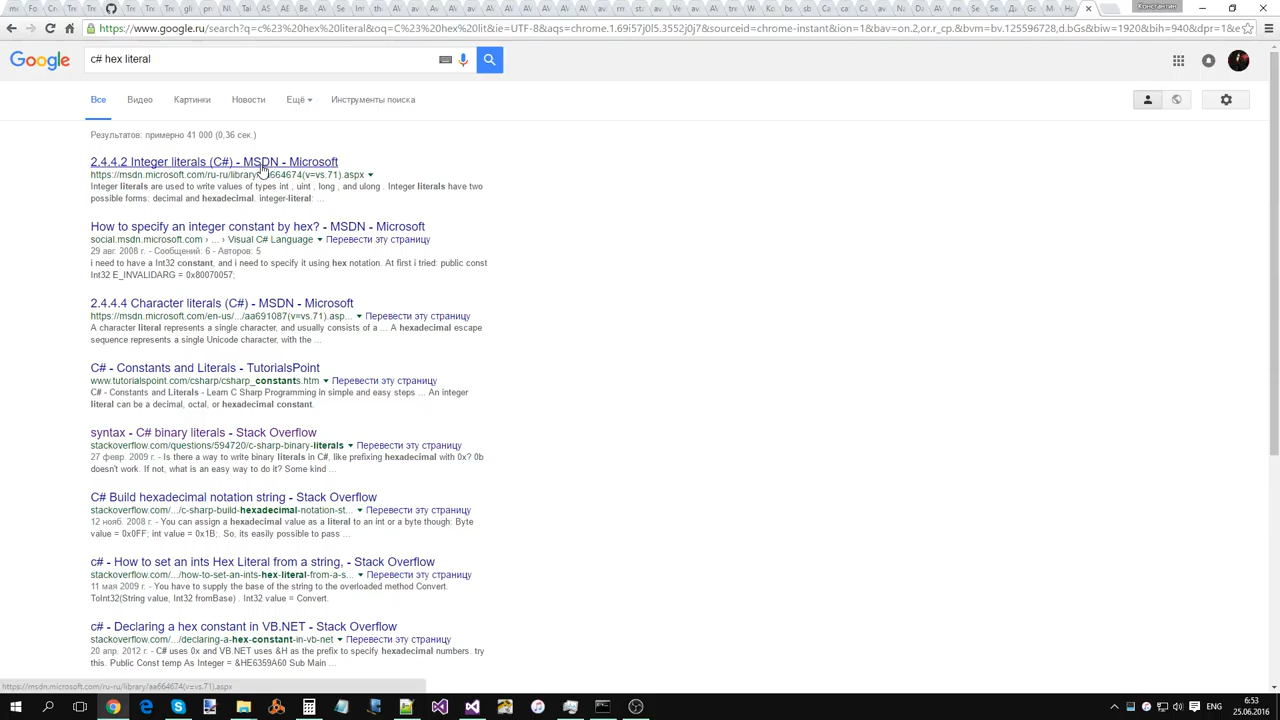 Константин
https://www.google.ru/search?q=c%23%20hex%20literal&oq=C%23%20hex%20lit&ie=UTF-8&aqs=chrome.1.69i57j0l5.3552j0j7&sourceid=chrome-instant&ion=1&bav=on.2,or.r_cp.&bvm=bv.125596728,d.bGs&biw=1920&bih=940&dpr=1&e
Google
c# hex literal
Все Видео Картинки Новости Ещё Инструменты поиска
Результатов: примерно 41 000 (0,36 сек.)
2.4.4.2 Integer literals (C#) - MSDN - Microsoft
https://msdn.microsoft.com/ru-ru/library/ 664674(v=vs.71).aspx
Integer literals are used to write values of types int , uint , long , and ulong . Integer literals have two
possible forms: decimal and hexadecimal. integer-literal: ...
How to specify an integer constant by hex? - MSDN - Microsoft
social.msdn.microsoft.com › ... › Visual C# Language Перевести эту страницу
29 авг. 2008 г. - Сообщений: 6 - Авторов: 5
i need to have a Int32 constant, and i need to specify it using hex notation. At first i tried: public const
Int32 E_INVALIDARG = 0x80070057;
2.4.4.4 Character literals (C#) - MSDN - Microsoft
https://msdn.microsoft.com/en-us/.../aa691087(v=vs.71).asp... Перевести эту страницу
A character literal represents a single character, and usually consists of a ... A hexadecimal escape
sequence represents a single Unicode character, with the ...
C# - Constants and Literals - TutorialsPoint
www.tutorialspoint.com/csharp/csharp_constants.htm Перевести эту страницу
C# - Constants and Literals - Learn C Sharp Programming in simple and easy steps ... An integer
literal can be a decimal, octal, or hexadecimal constant.
syntax - C# binary literals - Stack Overflow
stackoverflow.com/questions/594720/c-sharp-binary-literals Перевести эту страницу
27 февр. 2009 г. - Is there a way to write binary literals in C#, like prefixing hexadecimal with 0x? 0b
doesn't work. If not, what is an easy way to do it? Some kind ...
C# Build hexadecimal notation string - Stack Overflow
stackoverflow.com/.../c-sharp-build-hexadecimal-notation-st... Перевести эту страницу
12 нояб. 2008 г. - You can assign a hexadecimal value as a literal to an int or a byte though: Byte
value = 0x0FF; int value = 0x1B;. So, its easily possible to pass ...
c# - How to set an ints Hex Literal from a string, - Stack Overflow
stackoverflow.com/.../how-to-set-an-ints-hex-literal-from-a-s... Перевести эту страницу
11 мая 2009 г. - You have to supply the base of the string to the overloaded method Convert.
ToInt32(String value, Int32 fromBase) . Int32 value = Convert.
c# - Declaring a hex constant in VB.NET - Stack Overflow
stackoverflow.com/.../declaring-a-hex-constant-in-vb-net Перевести эту страницу
20 апр. 2012 г. - C# uses 0x and VB.NET uses &H as the prefix to specify hexadecimal numbers. try
this. Public Const temp As Integer = &HE6359A60 Sub Main ...
https://msdn.microsoft.com/ru-ru/library/aa664674(v=vs.71).aspx
ENG
6:53
25.06.2016